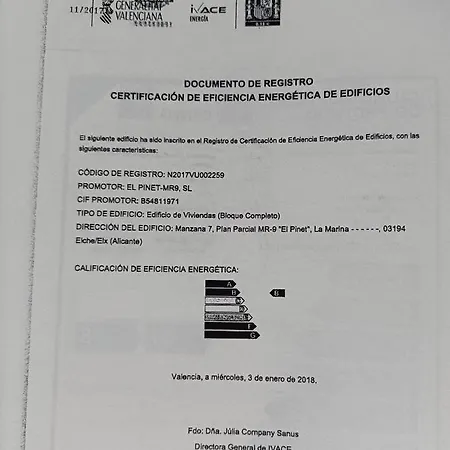 11/2017
GENERALITAT
VALENCIANA
IVACE
ENERGÍA
DOCUMENTO DE REGISTRO
CERTIFICACIÓN DE EFICIENCIA ENERGÉTICA DE EDIFICIOS
El siguiente edificio ha sido inscrito en el Registro de Certificación de Eficiencia Energética de Edificios, con las
siguientes características:
CÓDIGO DE REGISTRO: N2017VU002259
PROMOTOR: EL PINET-MR9, SL
CIF PROMOTOR: B54811971
TIPO DE EDIFICIO: Edificio de Viviendas (Bloque Completo)
DIRECCIÓN DEL EDIFICIO: Manzana 7, Plan Parcial MR-9 "El Pinet", La Marina - - - - - -, 03194
Elche/Elx (Alicante)
CALIFICACIÓN DE EFICIENCIA ENERGÉTICA:
A
B B
C
D
E
F
G
Valencia, a miércoles, 3 de enero de 2018,
Fdo: Dña. Júlia Company Sanus
Directora General de IVACE